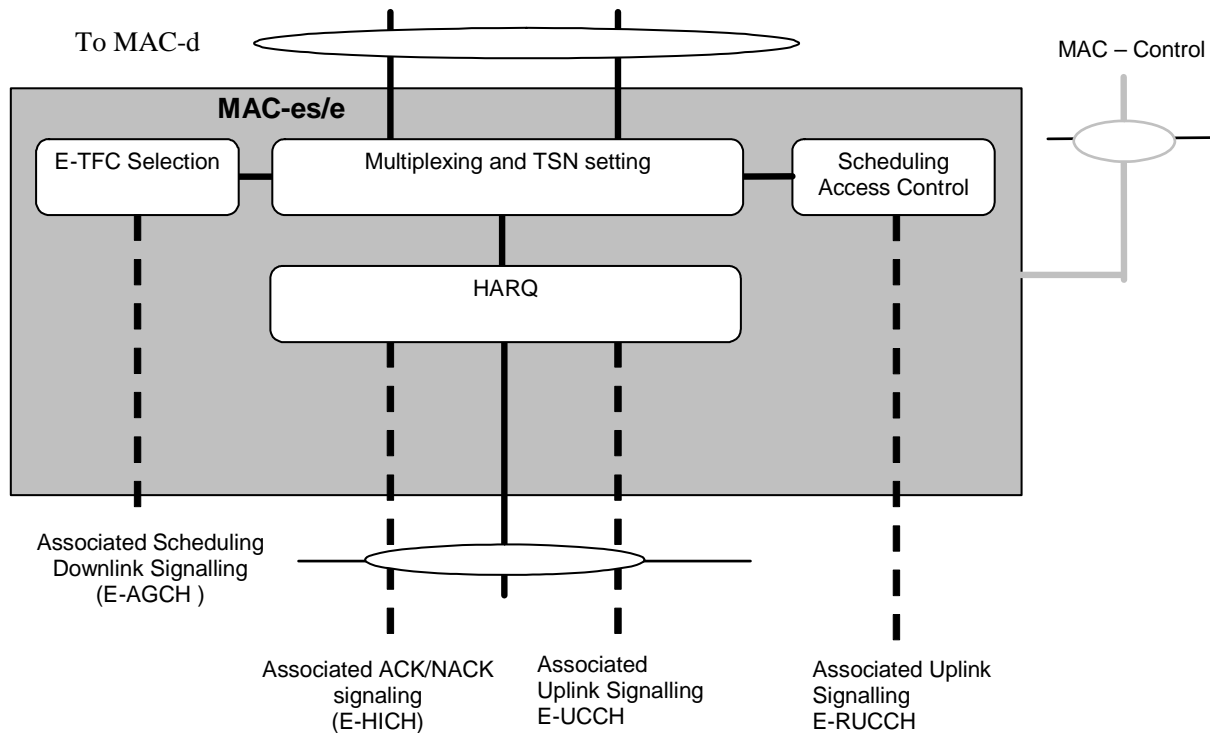 To MAC-d
MAC – Control
MAC-es/e
E-TFC Selection
Multiplexing and TSN setting
Scheduling
Access Control
HARQ
Associated Scheduling
Downlink Signalling
(E-AGCH )
Associated ACK/NACK
signaling
(E-HICH)
Associated
Uplink Signalling
E-UCCH
Associated Uplink
Signalling
E-RUCCH